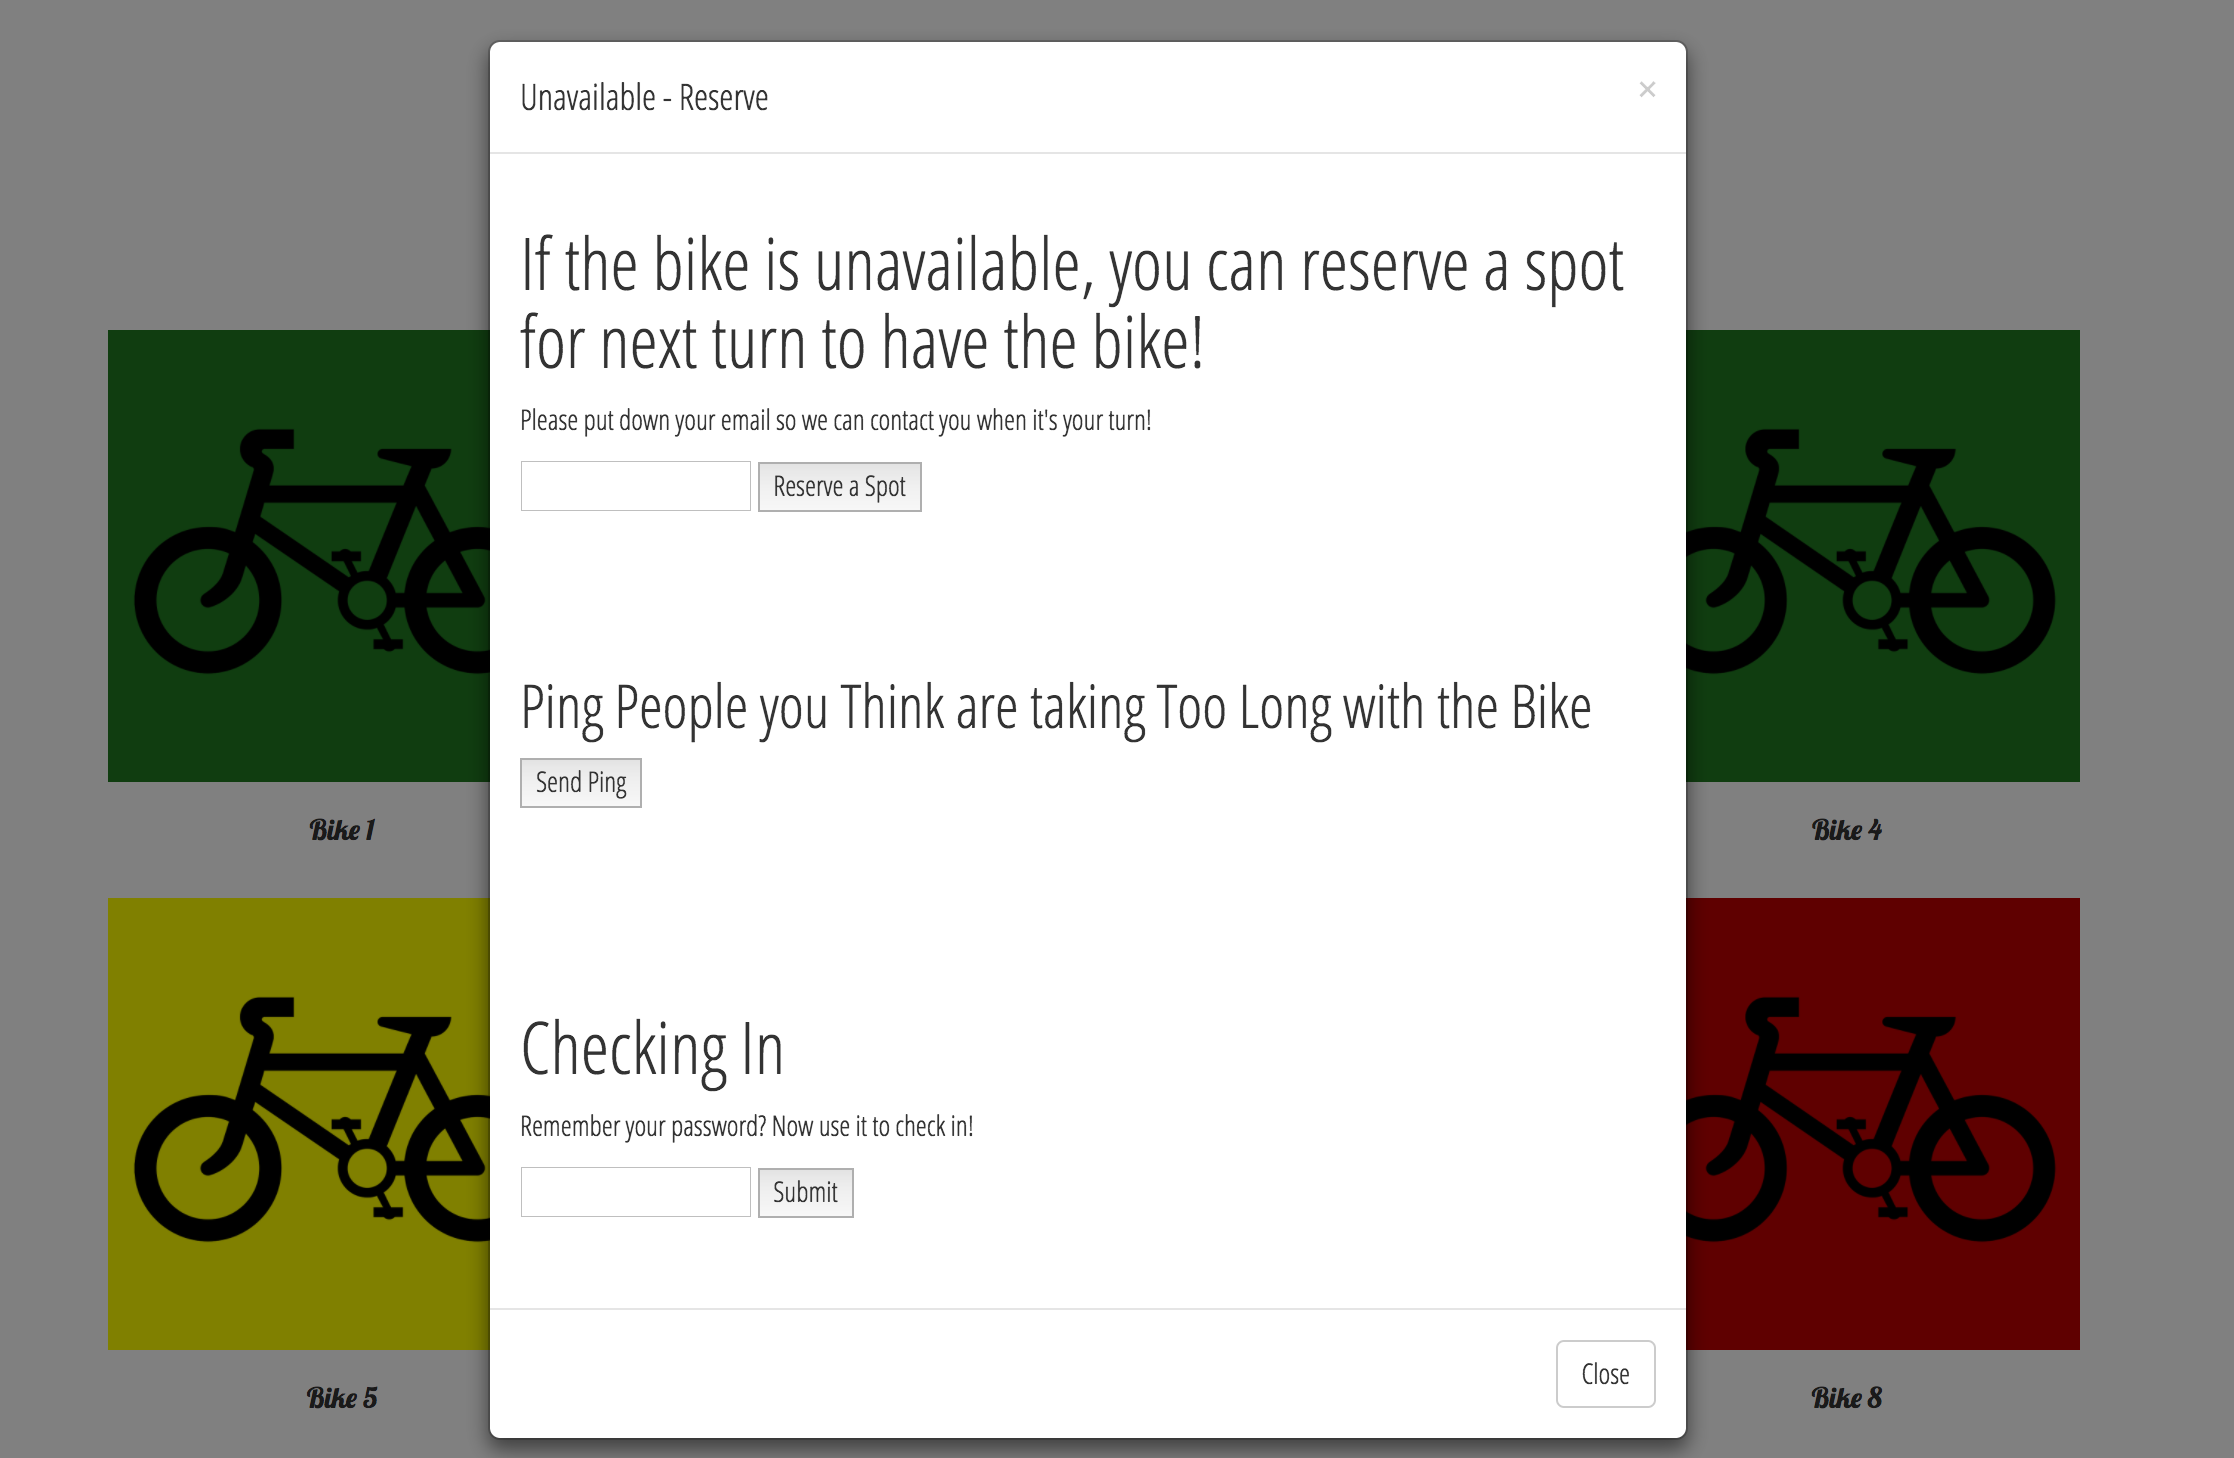 Unavailable - Reserve
×
If the bike is unavailable, you can reserve a spot
for next turn to have the bike!
Please put down your email so we can contact you when it's your turn!
Reserve a Spot
Ping People you Think are taking Too Long with the Bike
Send Ping
Bike 1
Bike 4
Checking In
Remember your password? Now use it to check in!
Submit
Close
Bike 5
Bike 8